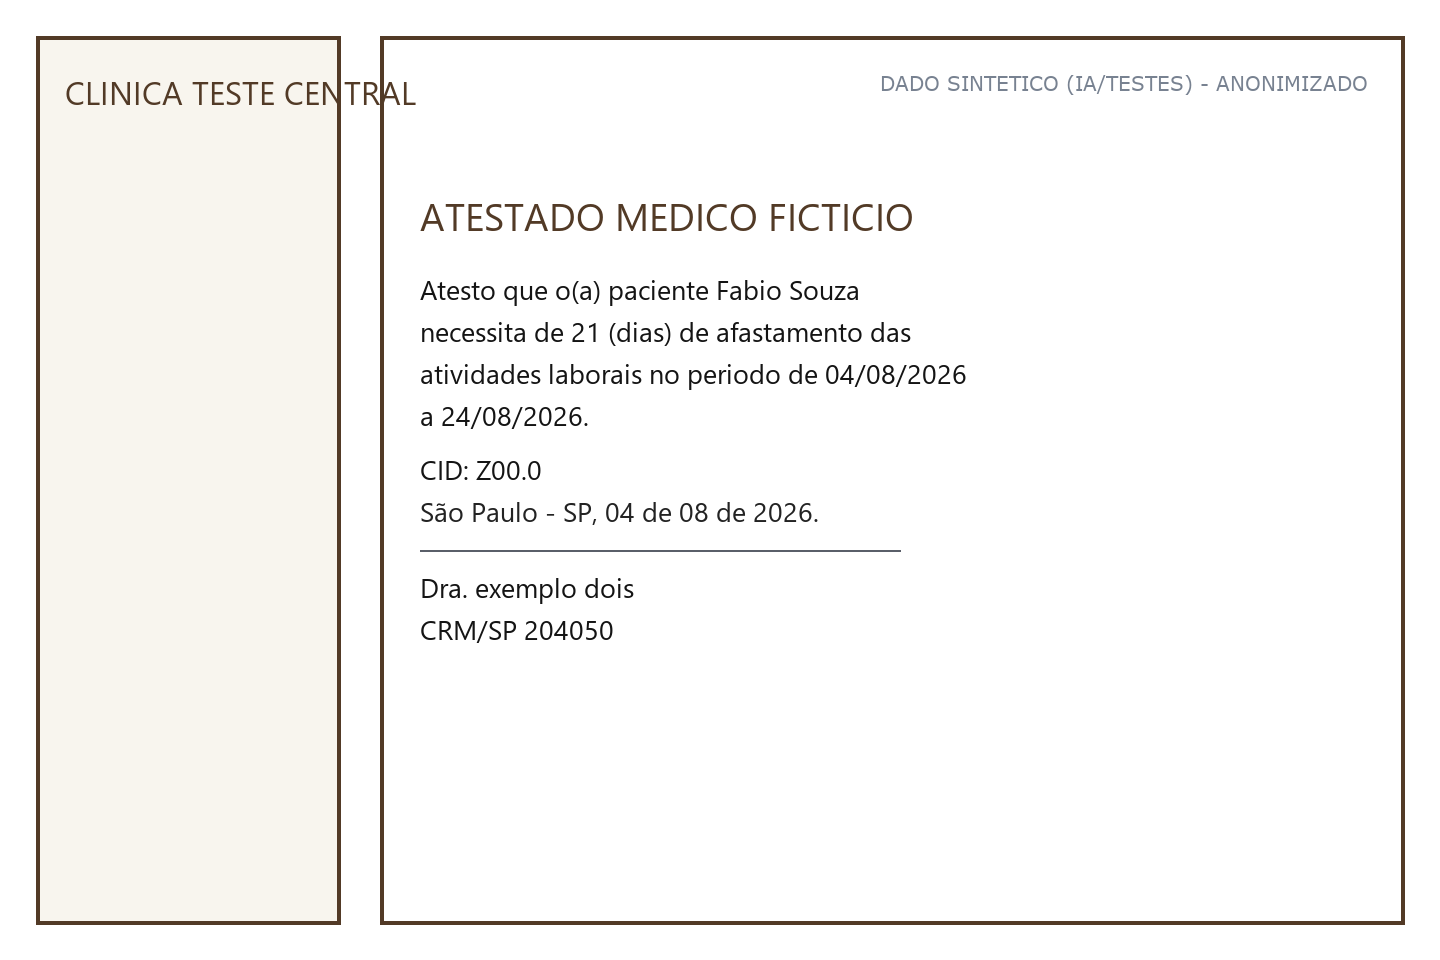 CLINICA TESTE CENTRAL
DADO SINTETICO (IA/TESTES) - ANONIMIZADO
ATESTADO MEDICO FICTICIO
Atesto que o(a) paciente Fabio Souza
necessita de 21 (dias) de afastamento das
atividades laborais no periodo de 04/08/2026
a 24/08/2026.
CID: Z00.0
São Paulo - SP, 04 de 08 de 2026.
Dra. exemplo dois
CRM/SP 204050